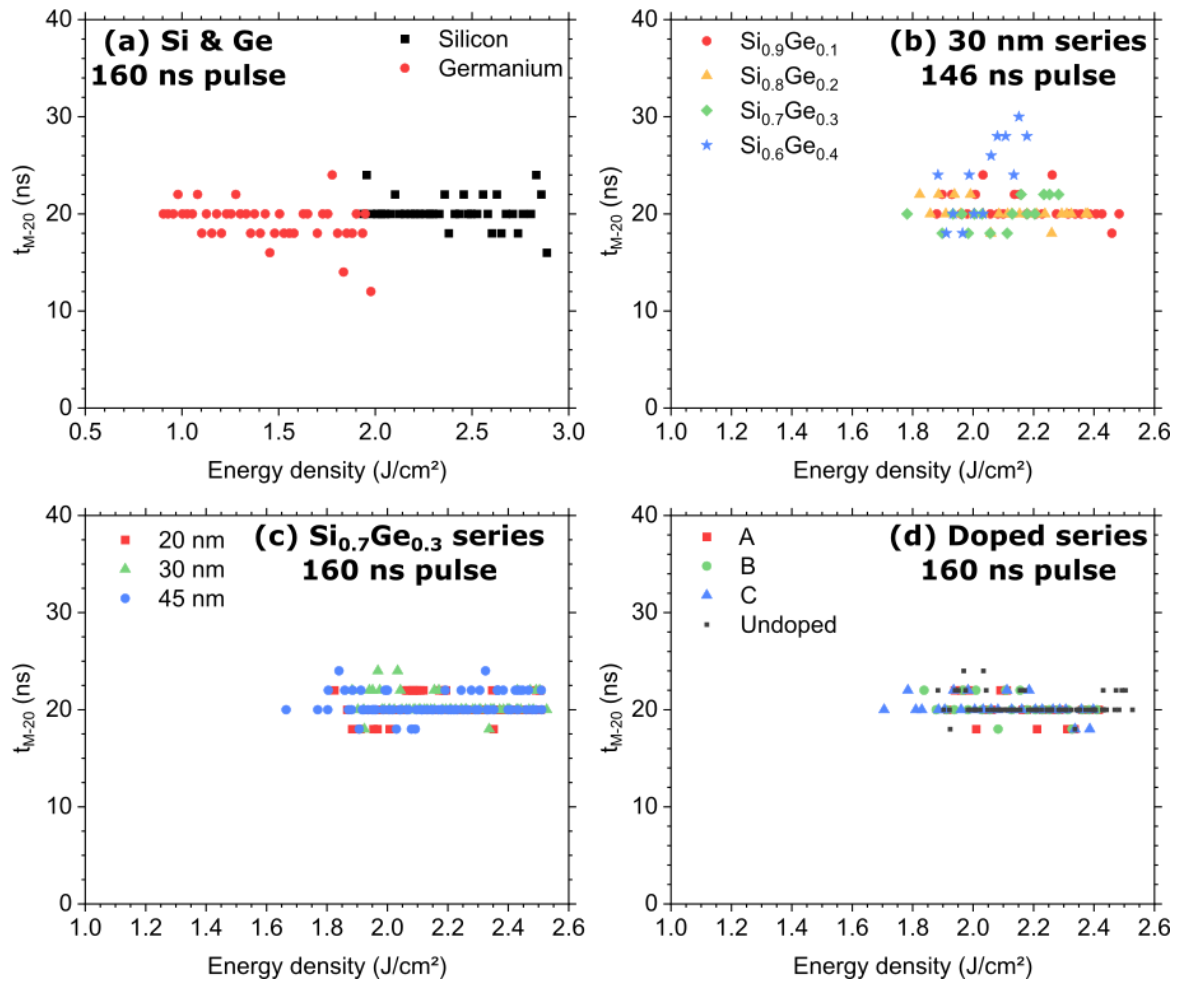 (a) Si & Ge
160 ns pulse
Silicon
Germanium
40
30
20
10
0
t_M-20 (ns)
0.5 1.0 1.5 2.0 2.5 3.0
Energy density (J/cm²)
(b) 30 nm series
146 ns pulse
Si₀.₉Ge₀.₁
Si₀.₈Ge₀.₂
Si₀.₇Ge₀.₃
Si₀.₆Ge₀.₄
40
30
20
10
0
t_M-20 (ns)
1.0 1.2 1.4 1.6 1.8 2.0 2.2 2.4 2.6
Energy density (J/cm²)
(c) Si₀.₇Ge₀.₃ series
160 ns pulse
20 nm
30 nm
45 nm
40
30
20
10
0
t_M-20 (ns)
1.0 1.2 1.4 1.6 1.8 2.0 2.2 2.4 2.6
Energy density (J/cm²)
(d) Doped series
160 ns pulse
A
B
C
Undoped
40
30
20
10
0
t_M-20 (ns)
1.0 1.2 1.4 1.6 1.8 2.0 2.2 2.4 2.6
Energy density (J/cm²)